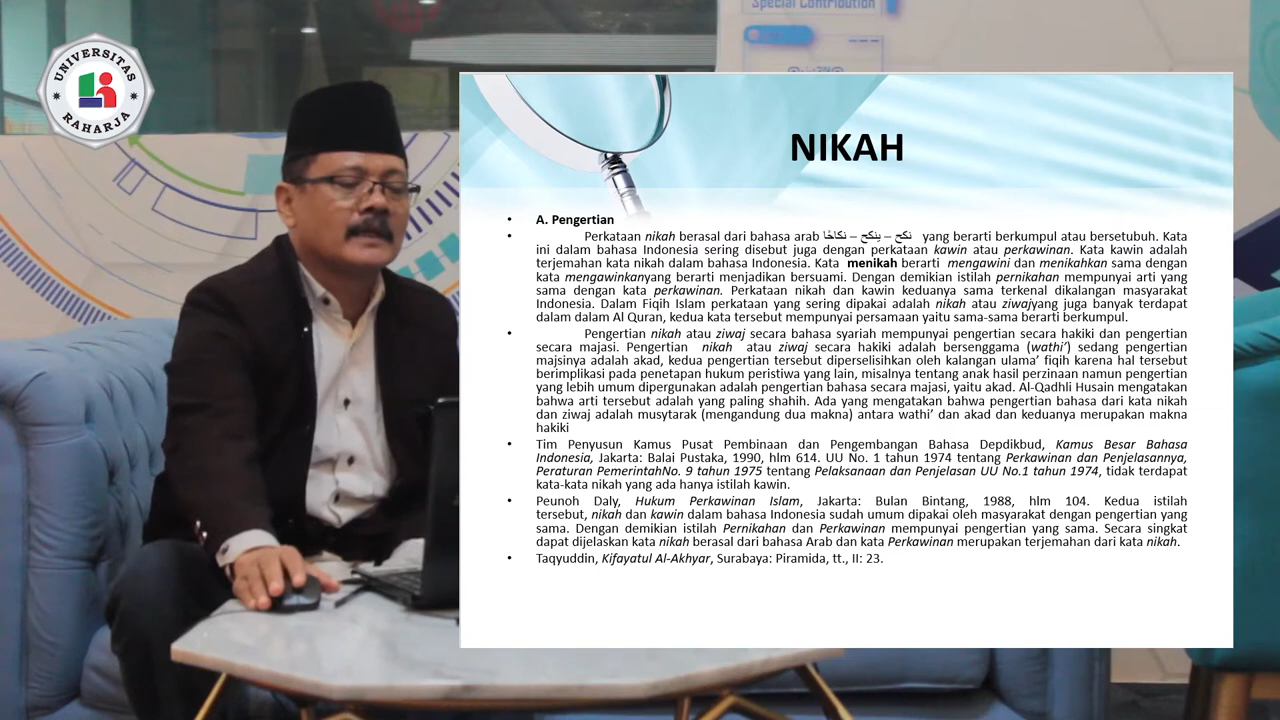 UNIVERSITAS
RAHARJA
Special Contribution
NIKAH
• A. Pengertian
• Perkataan nikah berasal dari bahasa arab نكح – ينكح – نكاحًا yang berarti berkumpul atau bersetubuh. Kata
ini dalam bahasa Indonesia sering disebut juga dengan perkataan kawin atau perkawinan. Kata kawin adalah
terjemahan kata nikah dalam bahasa Indonesia. Kata menikah berarti mengawini dan menikahkan sama dengan
kata mengawinkanyang berarti menjadikan bersuami. Dengan demikian istilah pernikahan mempunyai arti yang
sama dengan kata perkawinan. Perkataan nikah dan kawin keduanya sama terkenal dikalangan masyarakat
Indonesia. Dalam Fiqih Islam perkataan yang sering dipakai adalah nikah atau ziwajyang juga banyak terdapat
dalam dalam Al Quran, kedua kata tersebut mempunyai persamaan yaitu sama-sama berarti berkumpul.
• Pengertian nikah atau ziwaj secara bahasa syariah mempunyai pengertian secara hakiki dan pengertian
secara majasi. Pengertian nikah atau ziwaj secara hakiki adalah bersenggama (wathi’) sedang pengertian
majsinya adalah akad, kedua pengertian tersebut diperselisihkan oleh kalangan ulama’ fiqih karena hal tersebut
berimplikasi pada penetapan hukum peristiwa yang lain, misalnya tentang anak hasil perzinaan namun pengertian
yang lebih umum dipergunakan adalah pengertian bahasa secara majasi, yaitu akad. Al-Qadhli Husain mengatakan
bahwa arti tersebut adalah yang paling shahih. Ada yang mengatakan bahwa pengertian bahasa dari kata nikah
dan ziwaj adalah musytarak (mengandung dua makna) antara wathi’ dan akad dan keduanya merupakan makna
hakiki
• Tim Penyusun Kamus Pusat Pembinaan dan Pengembangan Bahasa Depdikbud, Kamus Besar Bahasa
Indonesia, Jakarta: Balai Pustaka, 1990, hlm 614. UU No. 1 tahun 1974 tentang Perkawinan dan Penjelasannya,
Peraturan PemerintahNo. 9 tahun 1975 tentang Pelaksanaan dan Penjelasan UU No.1 tahun 1974, tidak terdapat
kata-kata nikah yang ada hanya istilah kawin.
• Peunoh Daly, Hukum Perkawinan Islam, Jakarta: Bulan Bintang, 1988, hlm 104. Kedua istilah
tersebut, nikah dan kawin dalam bahasa Indonesia sudah umum dipakai oleh masyarakat dengan pengertian yang
sama. Dengan demikian istilah Pernikahan dan Perkawinan mempunyai pengertian yang sama. Secara singkat
dapat dijelaskan kata nikah berasal dari bahasa Arab dan kata Perkawinan merupakan terjemahan dari kata nikah.
• Taqyuddin, Kifayatul Al-Akhyar, Surabaya: Piramida, tt., II: 23.